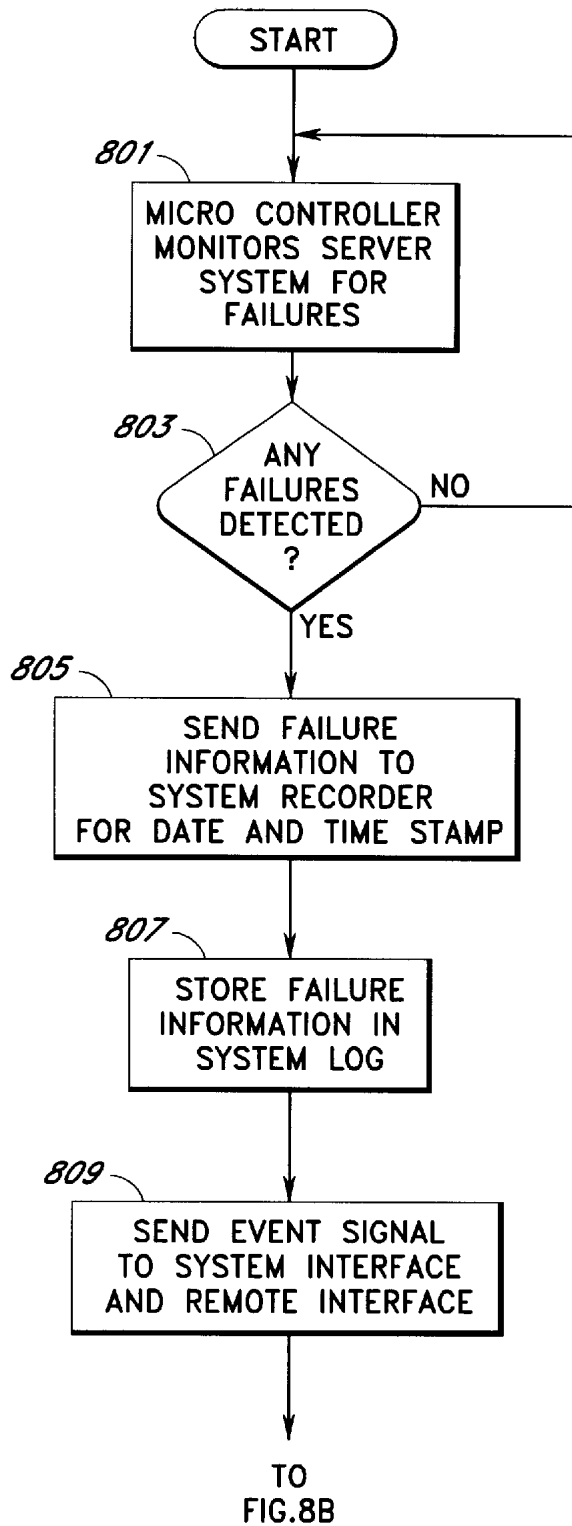 START
801
MICRO CONTROLLER
MONITORS SERVER
SYSTEM FOR
FAILURES
803
ANY
FAILURES
DETECTED
?
NO
YES
805
SEND FAILURE
INFORMATION TO
SYSTEM RECORDER
FOR DATE AND TIME STAMP
807
STORE FAILURE
INFORMATION IN
SYSTEM LOG
809
SEND EVENT SIGNAL
TO SYSTEM INTERFACE
AND REMOTE INTERFACE
TO
FIG.8B